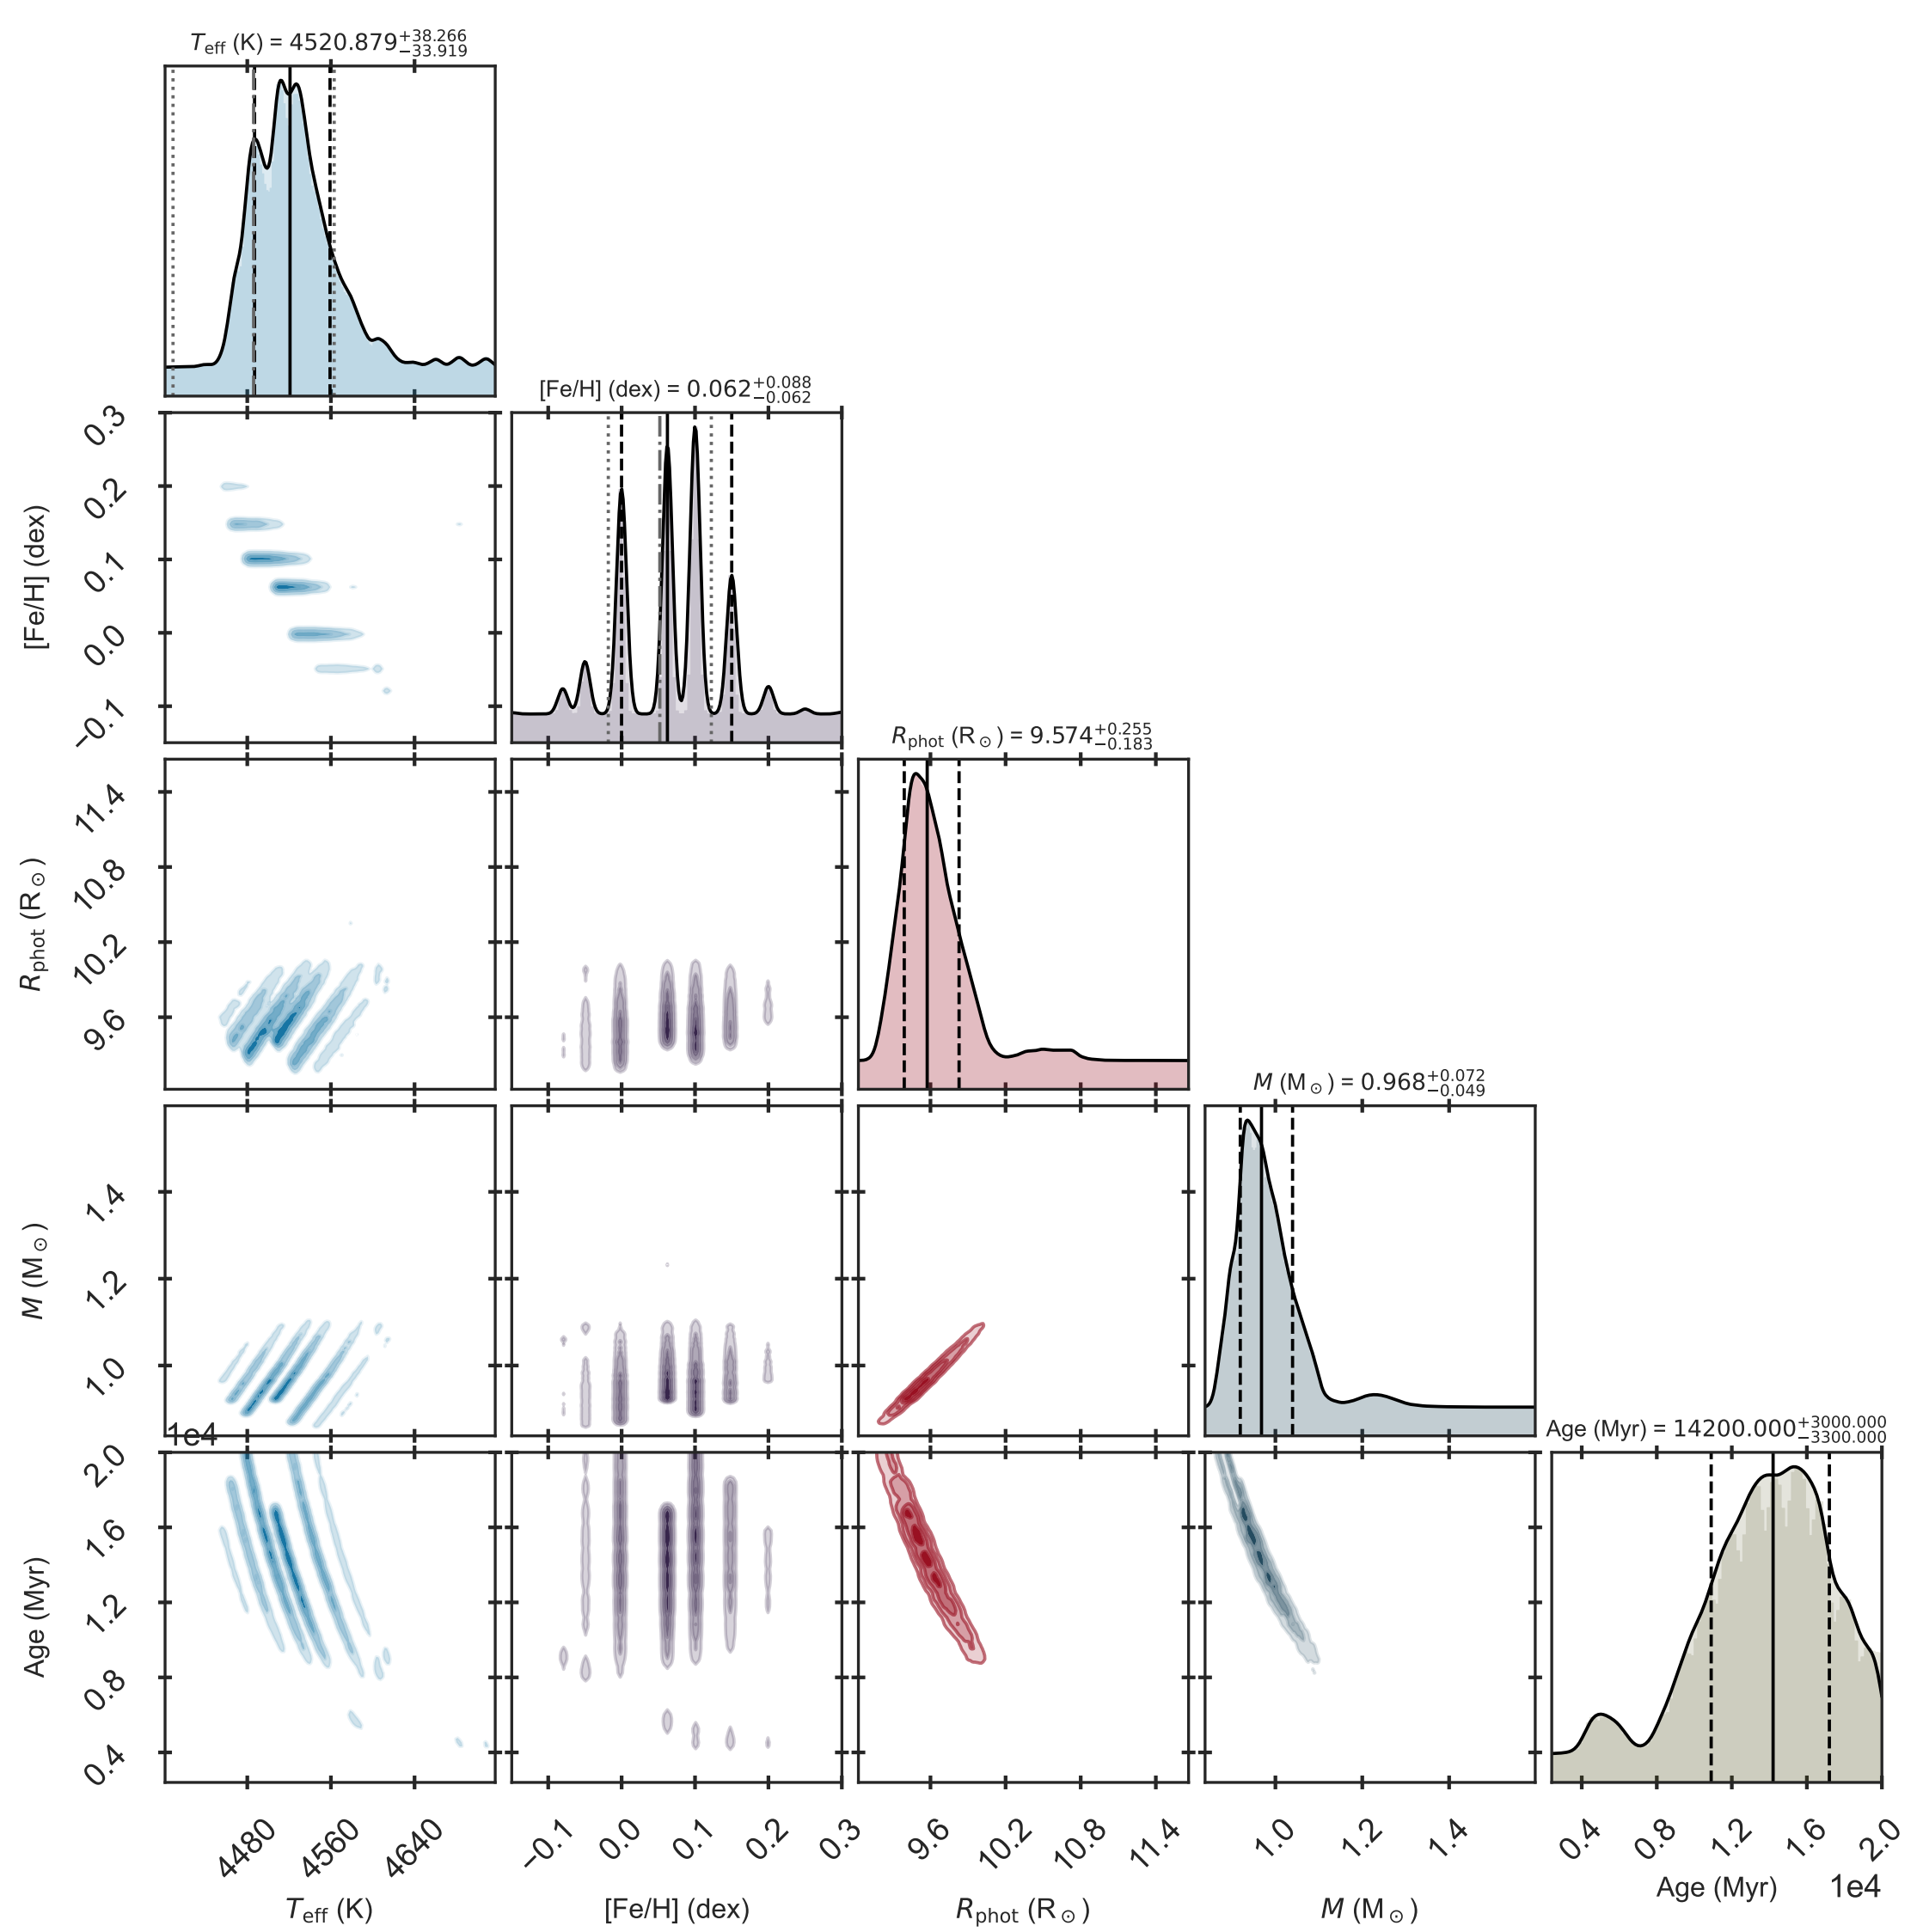 T_eff (K) = 4520.879 +38.266 −33.919
[Fe/H] (dex) = 0.062 +0.088 −0.062
0.3
0.2
0.1
0.0
−0.1
[Fe/H] (dex)
R_phot (R⊙) = 9.574 +0.255 −0.183
11.4
10.8
10.2
9.6
R_phot (R⊙)
M (M⊙) = 0.968 +0.072 −0.049
1.4
1.2
1.0
M (M⊙)
1e4
Age (Myr) = 14200.000 +3000.000 −3300.000
2.0
1.6
1.2
0.8
0.4
Age (Myr)
4480 4560 4640 −0.1 0.0 0.1 0.2 0.3 9.6 10.2 10.8 11.4 1.0 1.2 1.4 0.4 0.8 1.2 1.6 2.0
1e4
T_eff (K) [Fe/H] (dex) R_phot (R⊙) M (M⊙) Age (Myr)